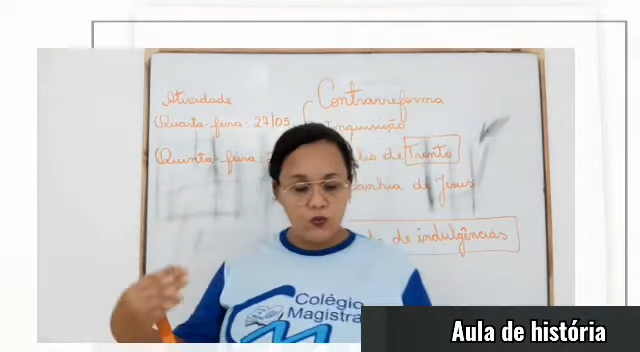 Atividade
Quarta-feira: 27/05
Quinta-feira:
Contrarreforma
Inquisição
de Trento
de Jesus
de indulgências
Colégio
Magistra
Aula de história